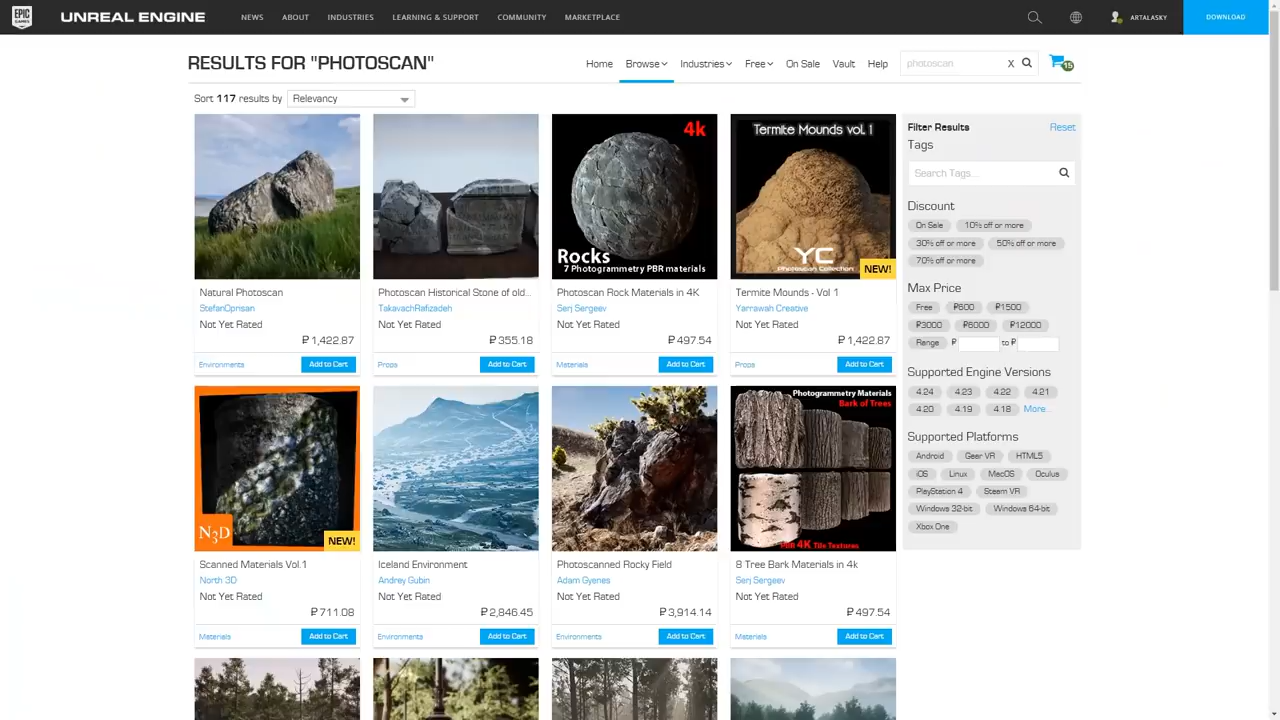 EPIC GAMES
UNREAL ENGINE
NEWS
ABOUT
INDUSTRIES
LEARNING & SUPPORT
COMMUNITY
MARKETPLACE
ARTALASKY
DOWNLOAD
RESULTS FOR "PHOTOSCAN"
Home
Browse
Industries
Free
On Sale
Vault
Help
photoscan
X
15
Sort 117 results by
Relevancy
4k
Rocks
7 Photogrammetry PBR materials
Termite Mounds vol. 1
YC
Photoscan Collection
NEW!
Natural Photoscan
StefanOprisan
Not Yet Rated
₽ 1,422.87
Environments
Add to Cart
Photoscan Historical Stone of old...
TakavachRafizadeh
Not Yet Rated
₽ 355.18
Props
Add to Cart
Photoscan Rock Materials in 4K
Serj Sergeev
Not Yet Rated
₽ 497.54
Materials
Add to Cart
Termite Mounds - Vol 1
Yarrawah Creative
Not Yet Rated
₽ 1,422.87
Props
Add to Cart
N3D
NEW!
Photogrammetry Materials
Bark of Trees
PBR 4K Tile Textures
Scanned Materials Vol.1
North 3D
Not Yet Rated
₽ 711.08
Materials
Add to Cart
Iceland Environment
Andrey Gubin
Not Yet Rated
₽ 2,846.45
Environments
Add to Cart
Photoscanned Rocky Field
Adam Gyenes
Not Yet Rated
₽ 3,914.14
Environments
Add to Cart
8 Tree Bark Materials in 4k
Serj Sergeev
Not Yet Rated
₽ 497.54
Materials
Add to Cart
Filter Results
Reset
Tags
Search Tags...
Discount
On Sale
10% off or more
30% off or more
50% off or more
70% off or more
Max Price
Free
₽600
₽1500
₽3000
₽6000
₽12000
Range
₽
to ₽
Supported Engine Versions
4.24
4.23
4.22
4.21
4.20
4.19
4.18
More...
Supported Platforms
Android
Gear VR
HTML5
iOS
Linux
MacOS
Oculus
PlayStation 4
Steam VR
Windows 32-bit
Windows 64-bit
Xbox One